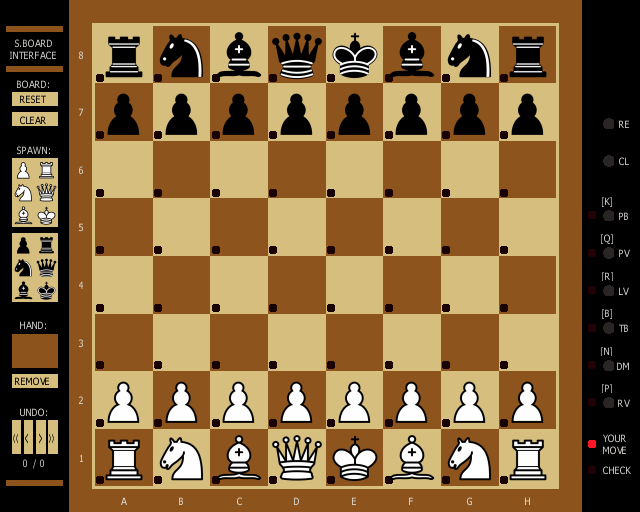 S.BOARD
INTERFACE
BOARD:
RESET
CLEAR
SPAWN:
HAND:
REMOVE
UNDO:
0 / 0
8
7
6
5
4
3
2
1
A B C D E F G H
RE
CL
[K]
PB
[Q]
PV
[R]
LV
[B]
TB
[N]
DM
[P]
RV
YOUR
MOVE
CHECK